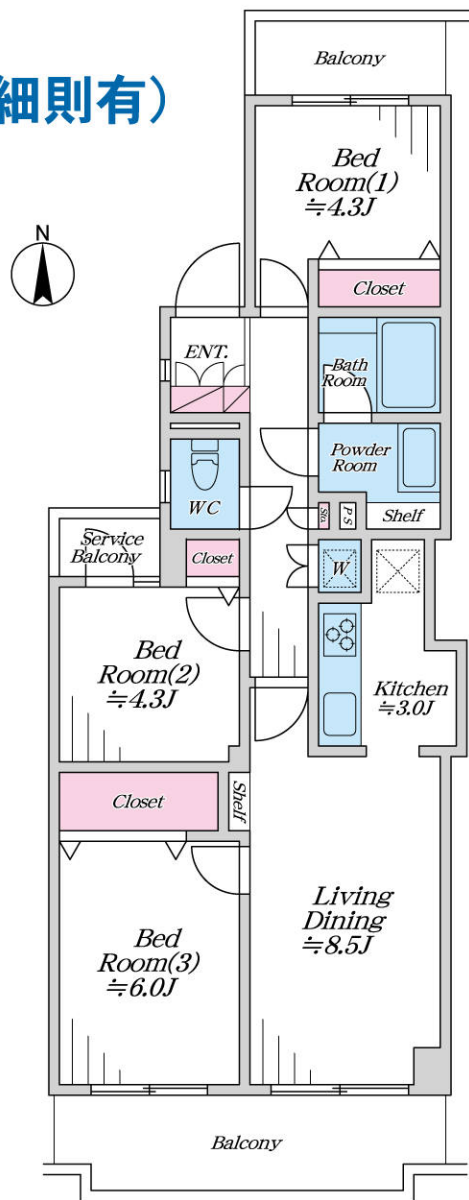 細則有)
Balcony
Bed
Room(1)
≒4.3J
N
Closet
ENT.
Bath
Room
Powder
Room
WC
Sto.
PS
Shelf
Service
Balcony
Closet
W
Bed
Room(2)
≒4.3J
Kitchen
≒3.0J
Closet
Shelf
Living
Dining
≒8.5J
Bed
Room(3)
≒6.0J
Balcony